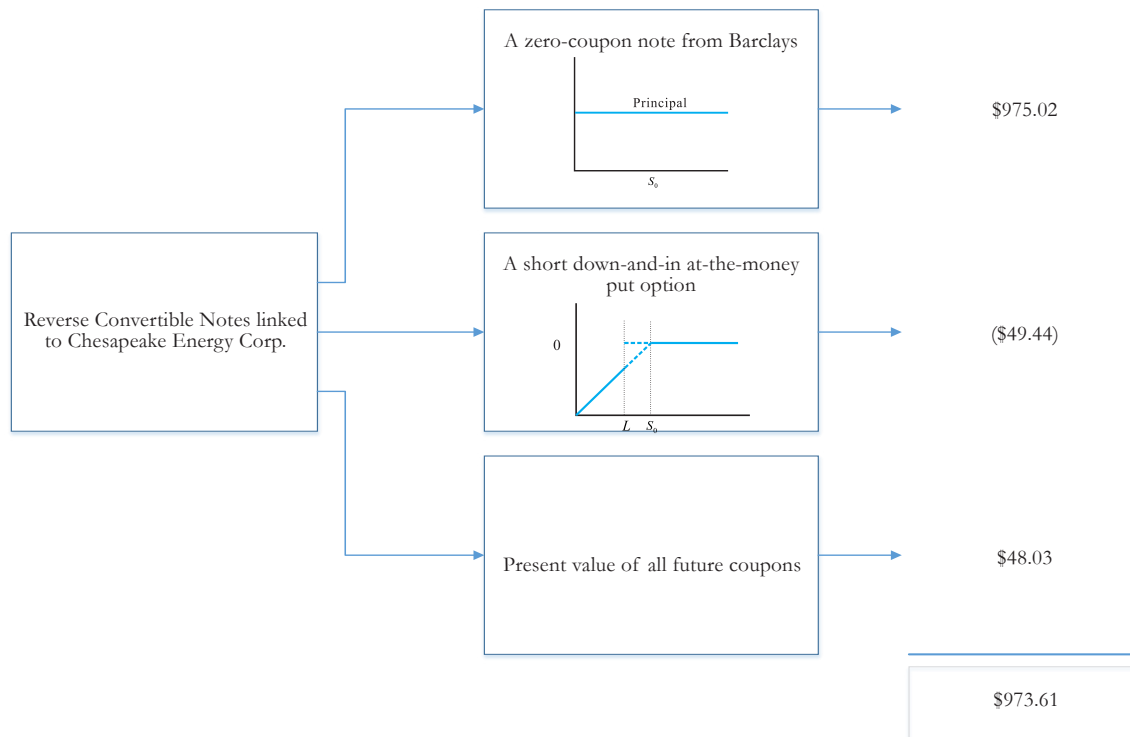 A zero-coupon note from Barclays
Principal
S₀
$975.02
Reverse Convertible Notes linked
to Chesapeake Energy Corp.
A short down-and-in at-the-money
put option
0
L S₀
($49.44)
Present value of all future coupons
$48.03
$973.61